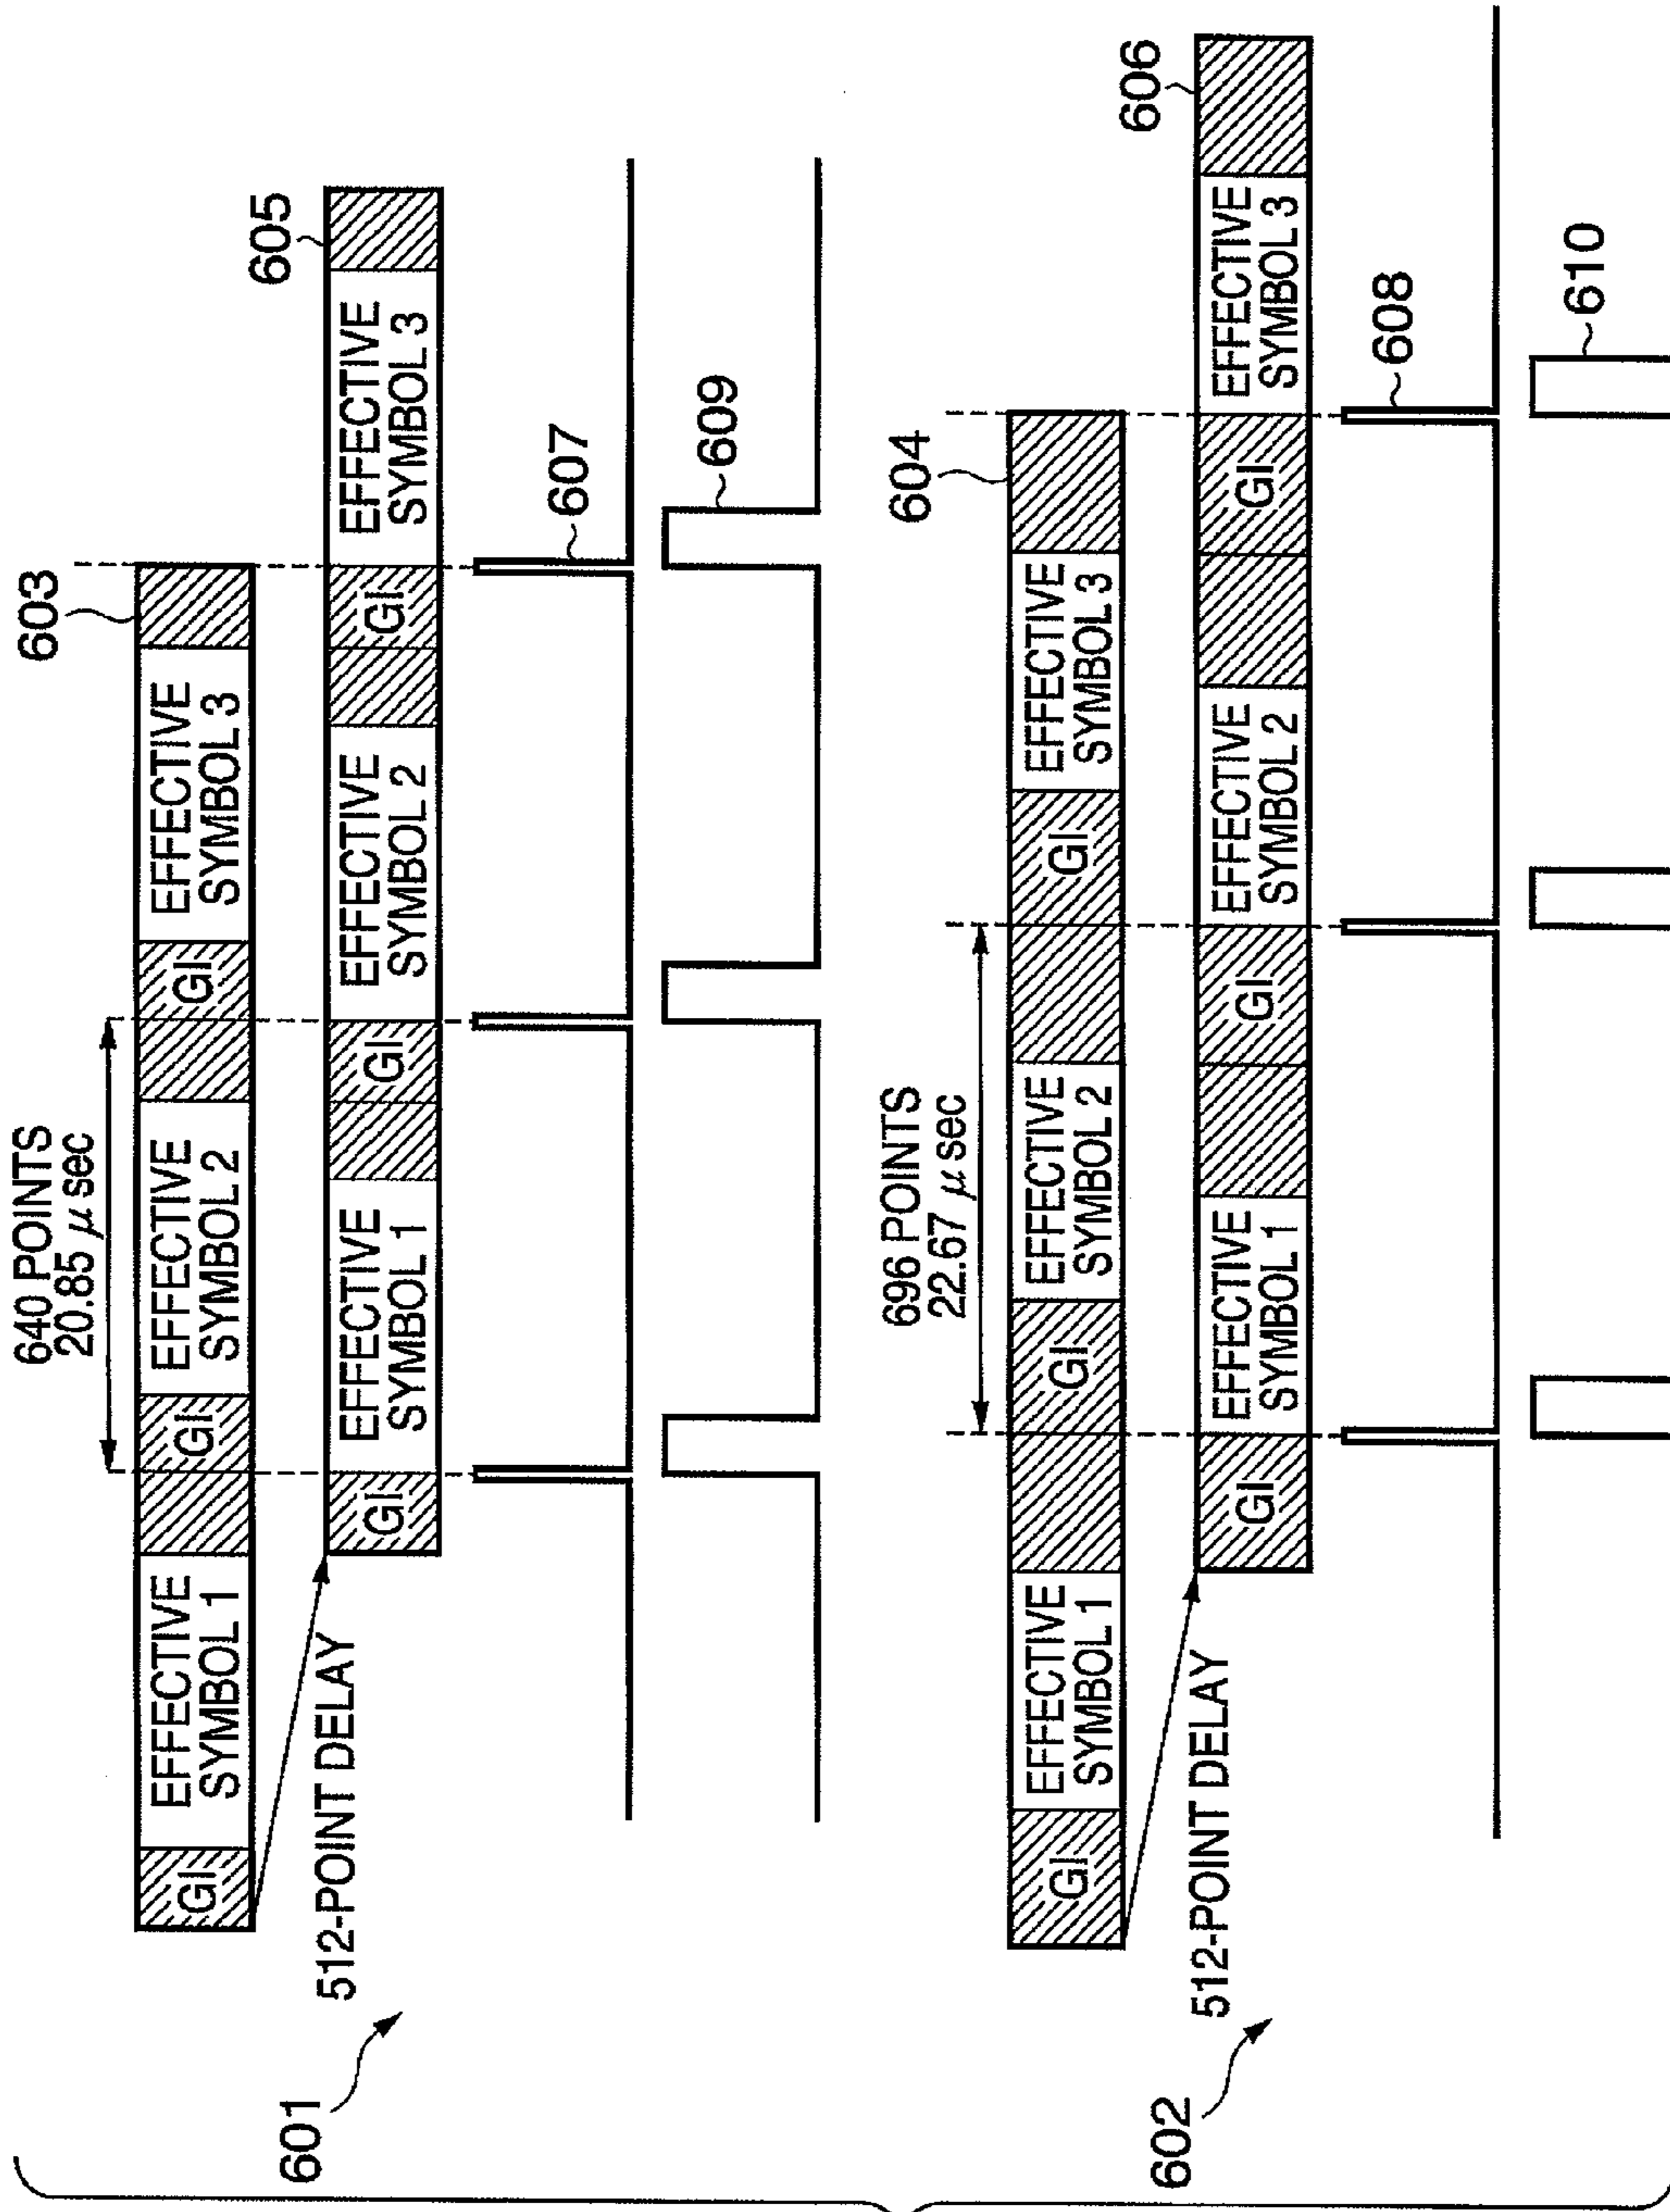 601
640 POINTS
20.85 μsec
603
GI
EFFECTIVE
SYMBOL 1
GI
EFFECTIVE
SYMBOL 2
GI
EFFECTIVE
SYMBOL 3
512-POINT DELAY
605
GI
EFFECTIVE
SYMBOL 1
GI
EFFECTIVE
SYMBOL 2
GI
EFFECTIVE
SYMBOL 3
607
609
602
696 POINTS
22.67 μsec
604
GI
EFFECTIVE
SYMBOL 1
GI
EFFECTIVE
SYMBOL 2
GI
EFFECTIVE
SYMBOL 3
512-POINT DELAY
606
GI
EFFECTIVE
SYMBOL 1
GI
EFFECTIVE
SYMBOL 2
GI
EFFECTIVE
SYMBOL 3
608
610